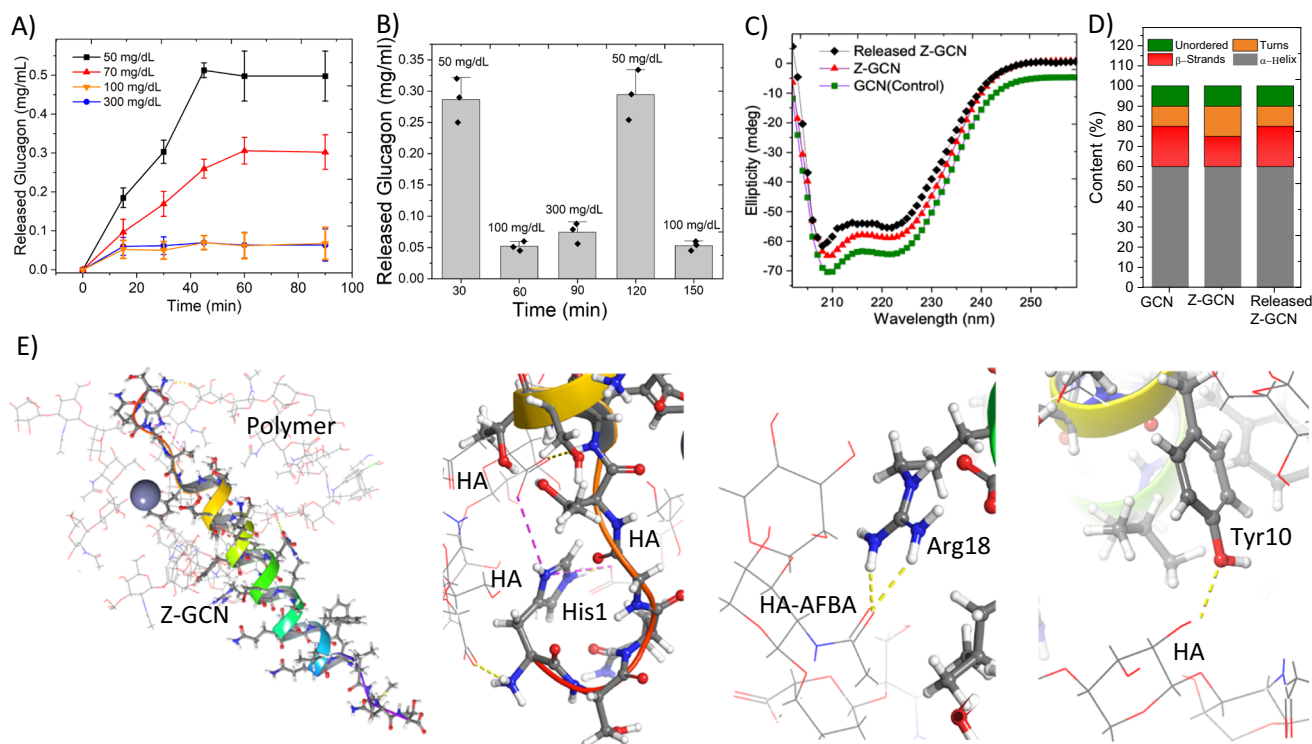 A)
Released Glucagon (mg/mL)
0.5
0.4
0.3
0.2
0.1
0.0
50 mg/dL
70 mg/dL
100 mg/dL
300 mg/dL
0 20 40 60 80 100
Time (min)
B)
Released Glucagon (mg/ml)
0.35
0.30
0.25
0.20
0.15
0.10
0.05
0.00
50 mg/dL
100 mg/dL
300 mg/dL
50 mg/dL
100 mg/dL
30 60 90 120 150
Time (min)
C)
Ellipticity (mdeg)
0
-10
-20
-30
-40
-50
-60
-70
Released Z-GCN
Z-GCN
GCN(Control)
210 220 230 240 250
Wavelength (nm)
D)
Content (%)
120
110
100
90
80
70
60
50
40
30
20
10
0
Unordered Turns
β-Strands α-Helix
GCN Z-GCN Released
Z-GCN
E)
Polymer
Z-GCN
HA
HA
HA
His1
Arg18
HA-AFBA
Tyr10
HA